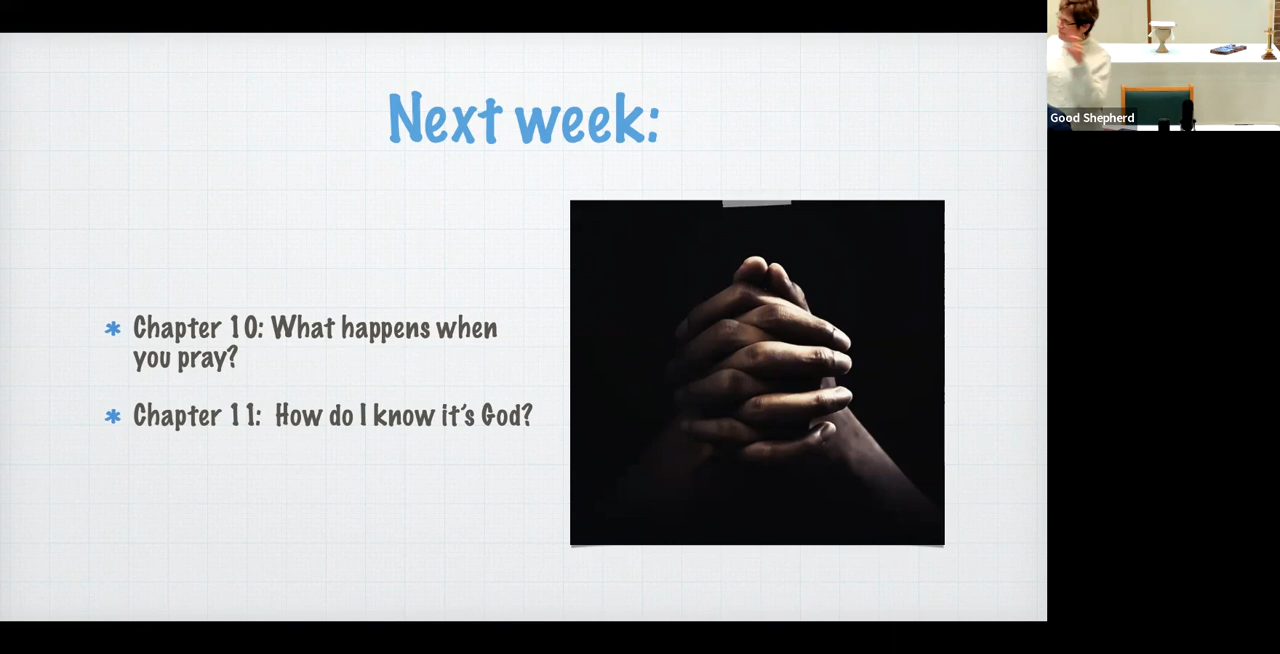 Next week:
* Chapter 10: What happens when
you pray?
* Chapter 11: How do I know it's God?
Good Shepherd